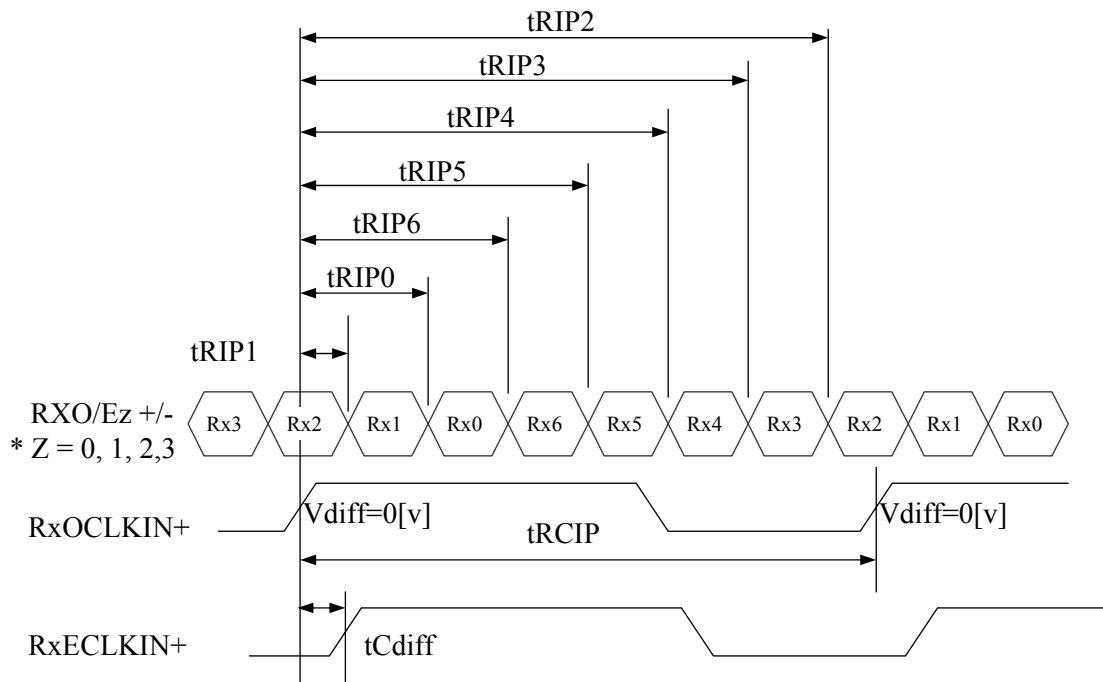 tRIP2
tRIP3
tRIP4
tRIP5
tRIP6
tRIP0
tRIP1
RXO/Ez +/-
* Z = 0, 1, 2,3
Rx3 Rx2 Rx1 Rx0 Rx6 Rx5 Rx4 Rx3 Rx2 Rx1 Rx0
RxOCLKIN+
Vdiff=0[v] Vdiff=0[v]
tRCIP
RxECLKIN+
tCdiff